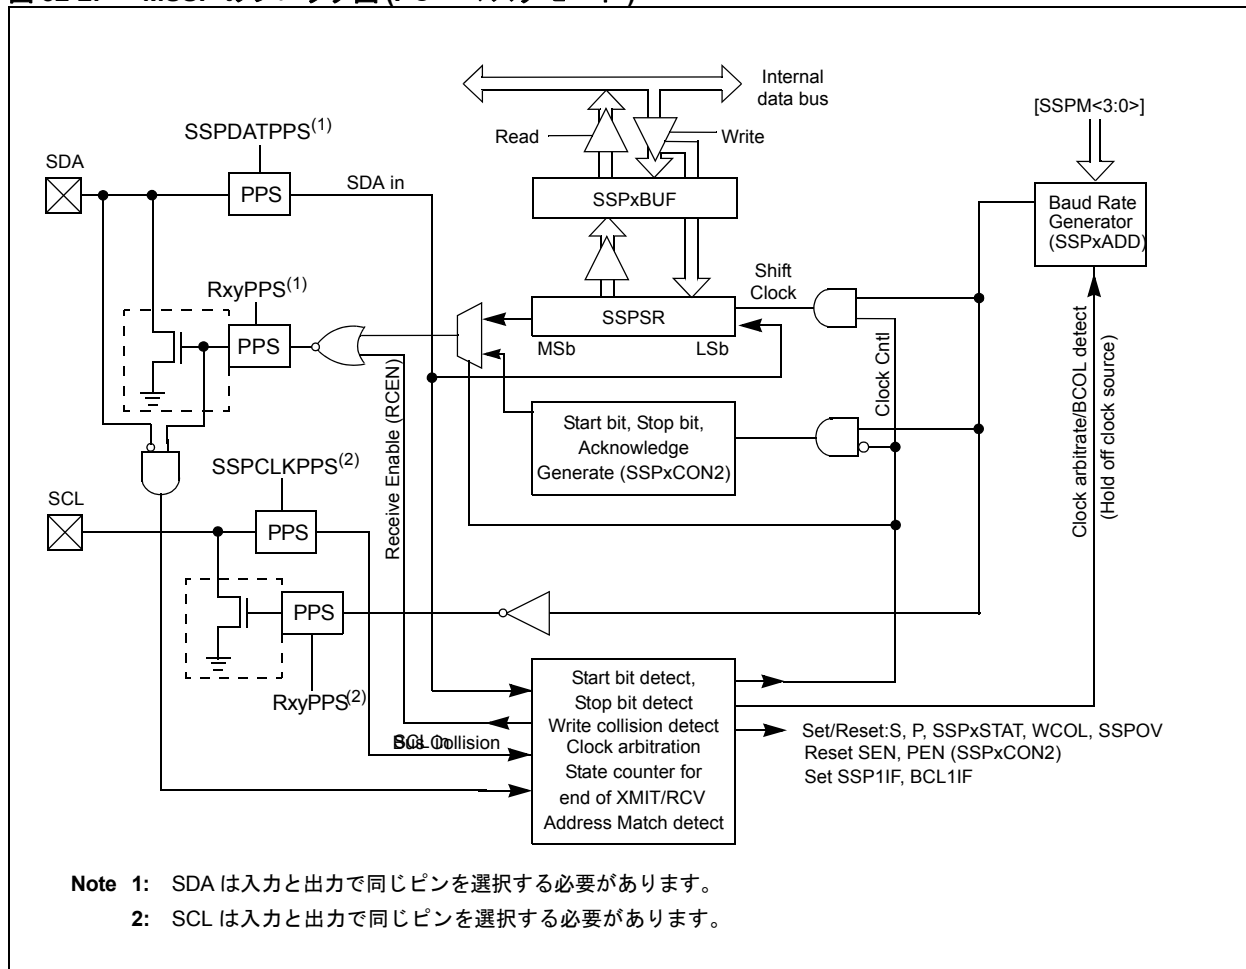 Internal
data bus
[SSPM<3:0>]
SSPDATPPS(1)
Read
Write
SDA
PPS
SDA in
SSPxBUF
Baud Rate
Generator
(SSPxADD)
RxyPPS(1)
Shift
Clock
PPS
SSPSR
MSb
LSb
Clock Cntl
Receive Enable (RCEN)
Clock arbitrate/BCOL detect
(Hold off clock source)
Start bit, Stop bit,
Acknowledge
Generate (SSPxCON2)
SSPCLKPPS(2)
SCL
PPS
PPS
RxyPPS(2)
Start bit detect,
Stop bit detect
Write collision detect
Clock arbitration
State counter for
end of XMIT/RCV
Address Match detect
SCL in
Bus Collision
Set/Reset:S, P, SSPxSTAT, WCOL, SSPOV
Reset SEN, PEN (SSPxCON2)
Set SSP1IF, BCL1IF
Note 1: SDA は入力と出力で同じピンを選択する必要があります。
2: SCL は入力と出力で同じピンを選択する必要があります。